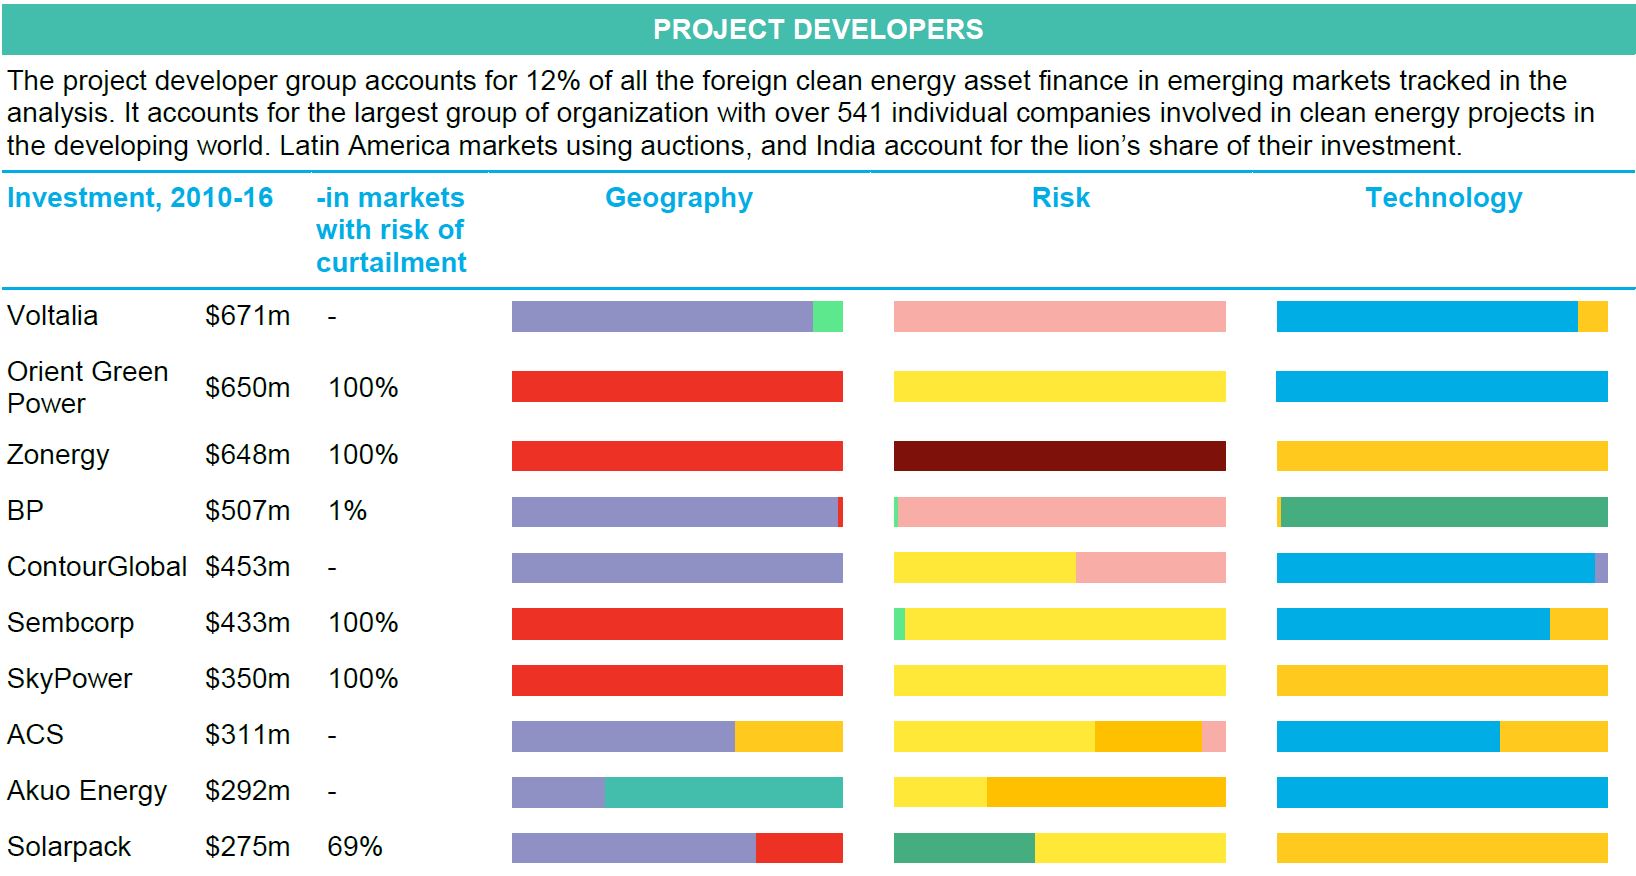 PROJECT DEVELOPERS
The project developer group accounts for 12% of all the foreign clean energy asset finance in emerging markets tracked in the
analysis. It accounts for the largest group of organization with over 541 individual companies involved in clean energy projects in
the developing world. Latin America markets using auctions, and India account for the lion’s share of their investment.
Investment, 2010-16 -in markets with risk of curtailment Geography Risk Technology
Voltalia $671m -
Orient Green Power $650m 100%
Zonergy $648m 100%
BP $507m 1%
ContourGlobal $453m -
Sembcorp $433m 100%
SkyPower $350m 100%
ACS $311m -
Akuo Energy $292m -
Solarpack $275m 69%